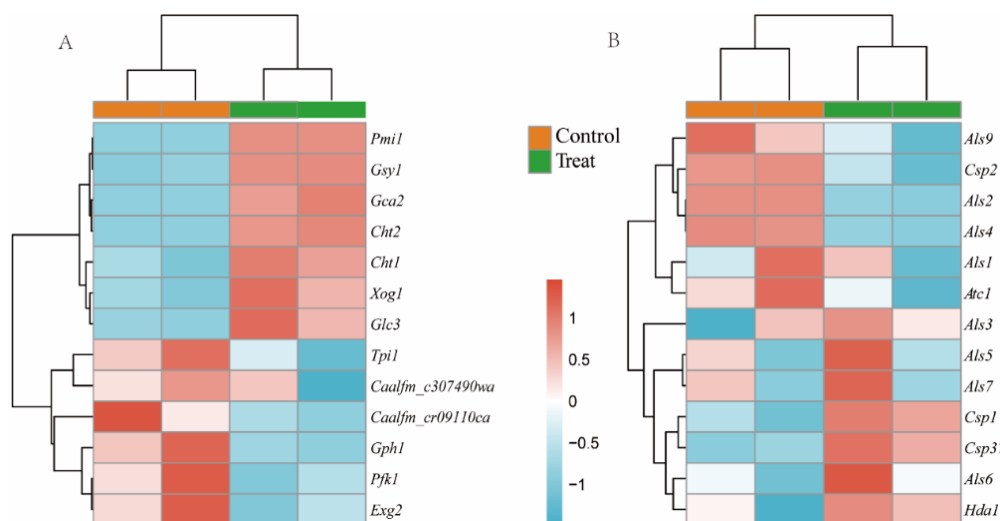 A
Pmi1
Gsy1
Gca2
Cht2
Cht1
Xog1
Glc3
Tpi1
Caalfm_c307490wa
Caalfm_cr09110ca
Gph1
Pfk1
Exg2
Control
Treat
1
0.5
0
−0.5
−1
B
Als9
Csp2
Als2
Als4
Als1
Atc1
Als3
Als5
Als7
Csp1
Csp37
Als6
Hda1